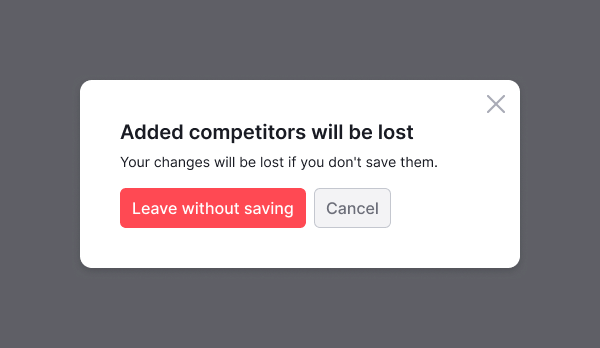 Added competitors will be lost
Your changes will be lost if you don't save them.
Leave without saving
Cancel